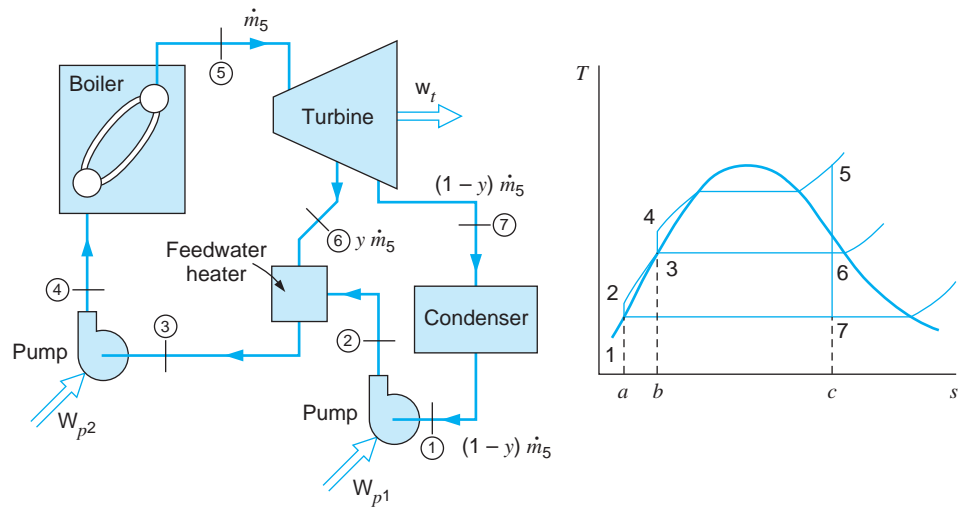 ṁ5
5
Boiler
Turbine
wt
(1 – y) ṁ5
6
y ṁ5
7
Feedwater
heater
4
Condenser
2
3
Pump
Wp2
Pump
1
(1 – y) ṁ5
Wp1
T
5
4
3
6
2
7
1
a
b
c
s